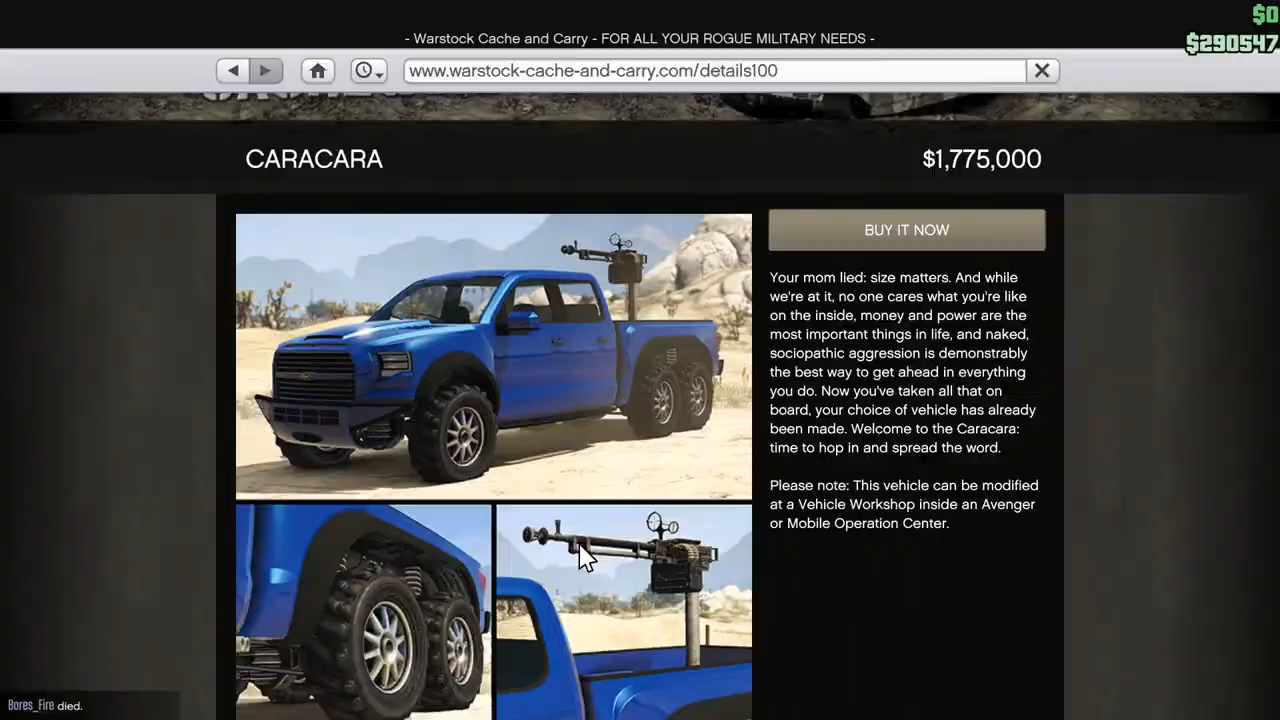 $0
- Warstock Cache and Carry - FOR ALL YOUR ROGUE MILITARY NEEDS -
$290547
www.warstock-cache-and-carry.com/details100
CARACARA
$1,775,000
BUY IT NOW
Your mom lied: size matters. And while
we're at it, no one cares what you're like
on the inside, money and power are the
most important things in life, and naked,
sociopathic aggression is demonstrably
the best way to get ahead in everything
you do. Now you've taken all that on
board, your choice of vehicle has already
been made. Welcome to the Caracara:
time to hop in and spread the word.
Please note: This vehicle can be modified
at a Vehicle Workshop inside an Avenger
or Mobile Operation Center.
Bores_Fire died.